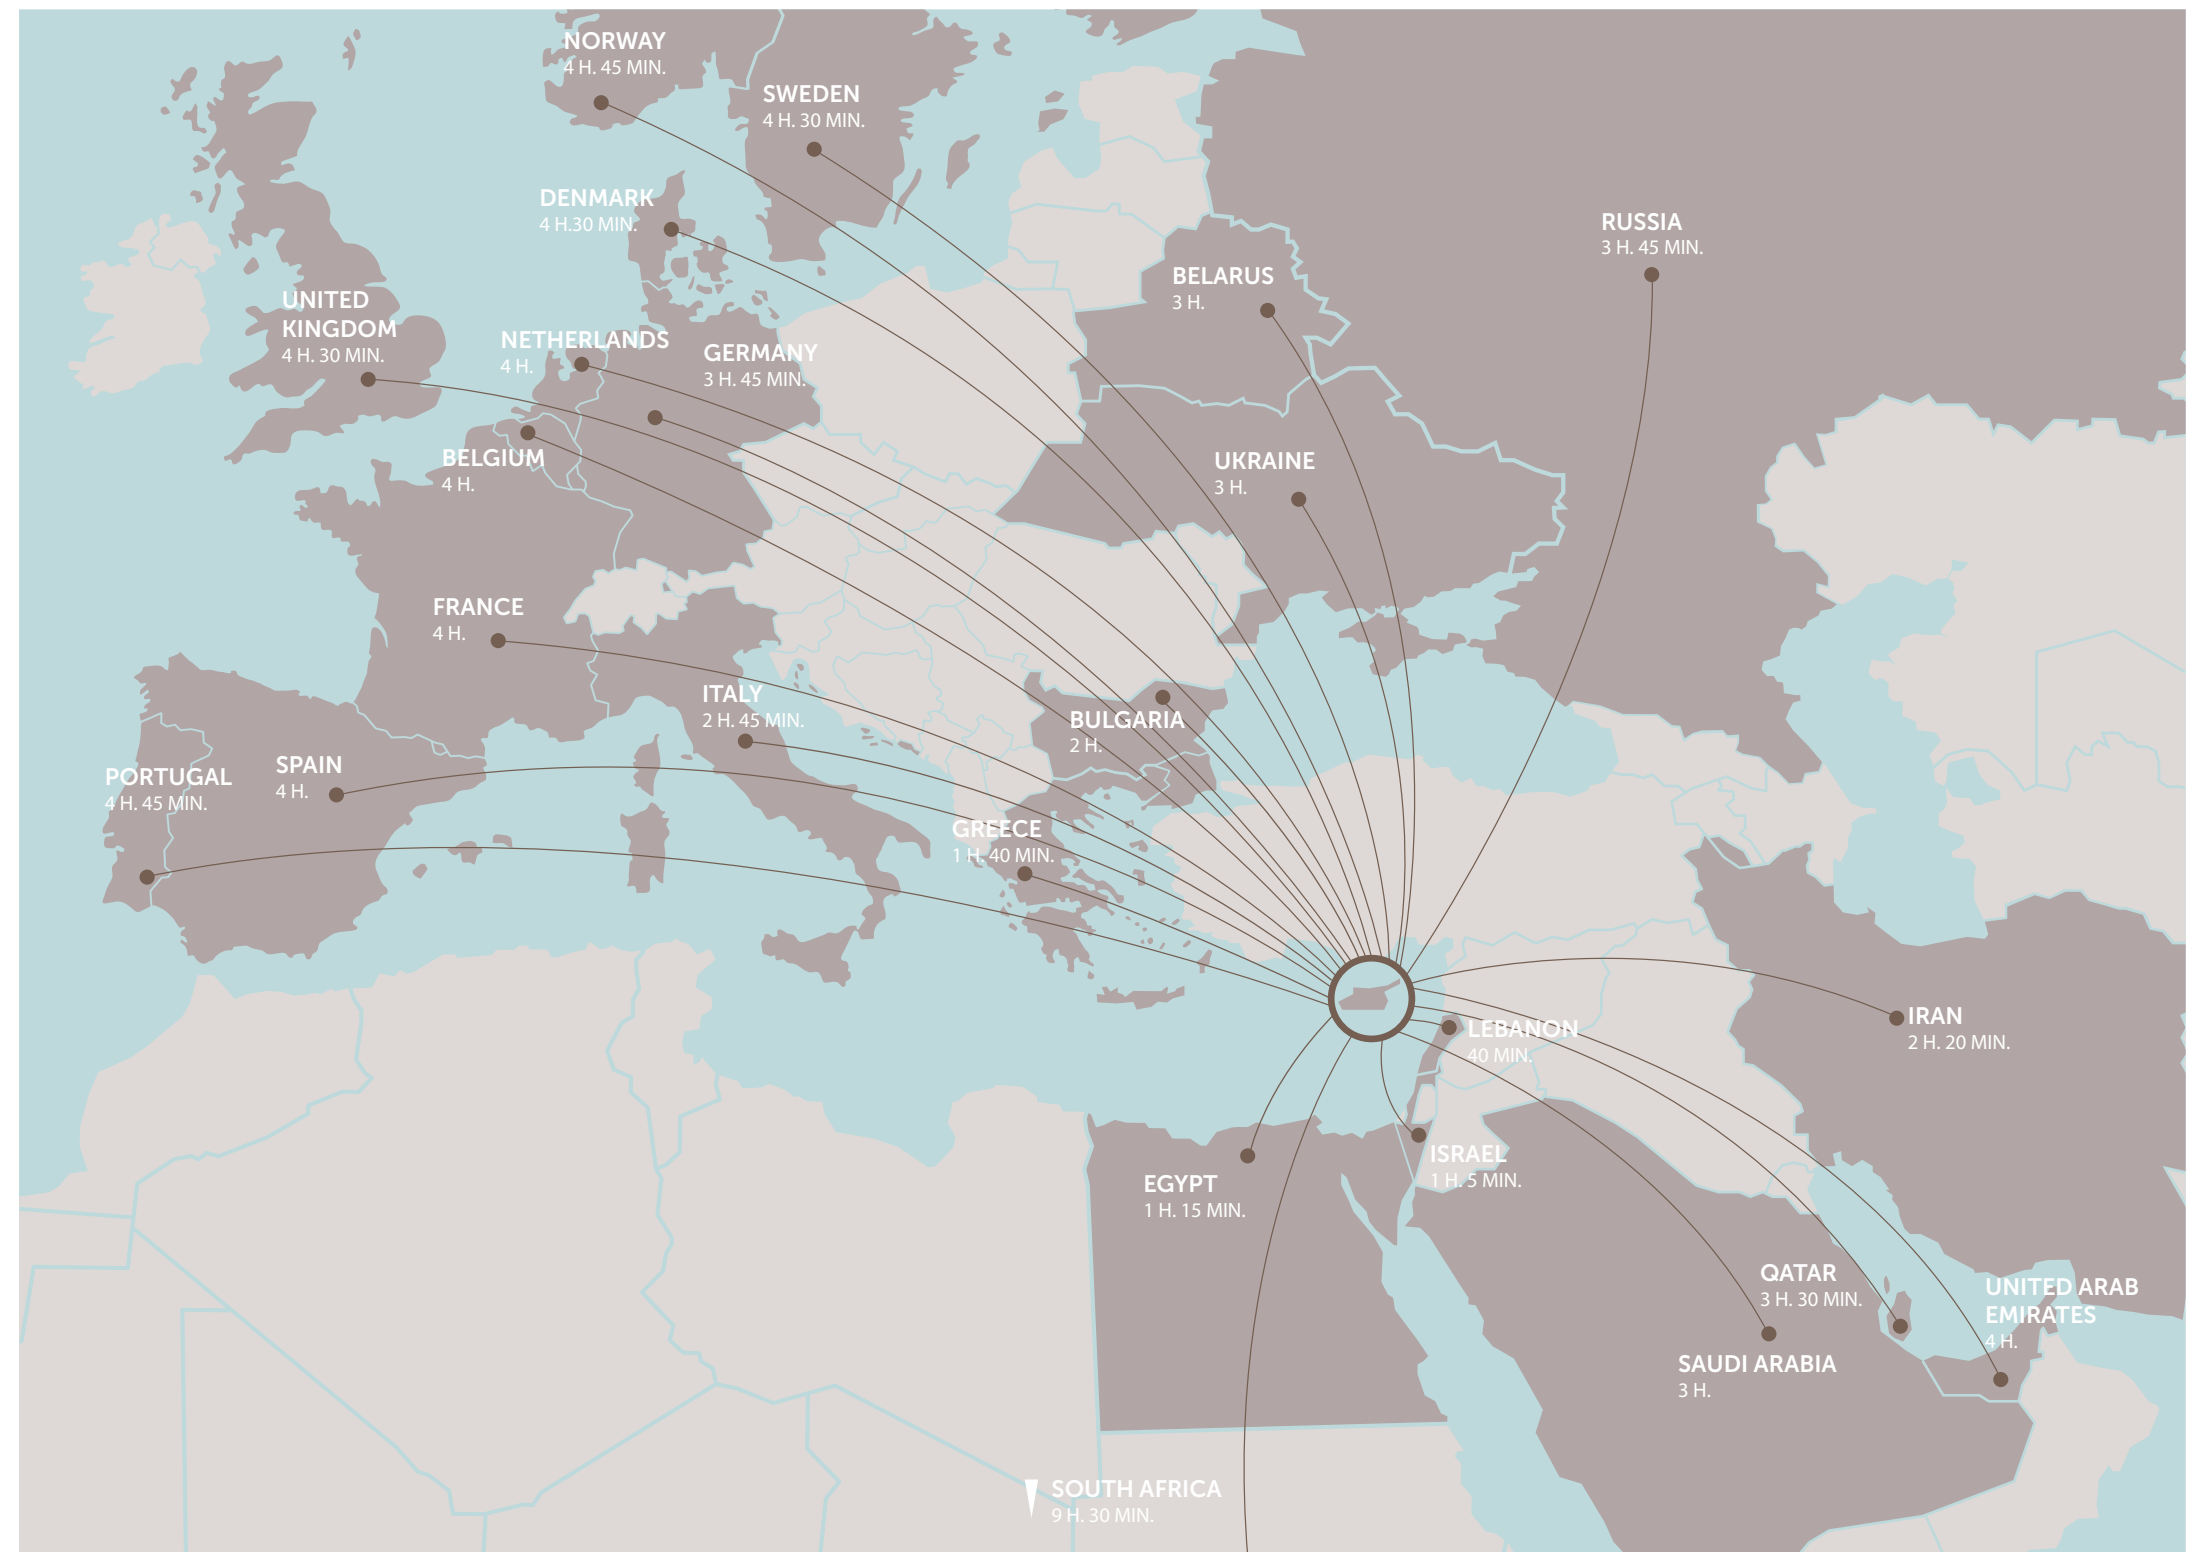 NORWAY
4 H. 45 MIN.
SWEDEN
4 H. 30 MIN.
DENMARK
4 H.30 MIN.
RUSSIA
3 H. 45 MIN.
BELARUS
3 H.
UNITED
KINGDOM
4 H. 30 MIN.
NETHERLANDS
4 H.
GERMANY
3 H. 45 MIN.
BELGIUM
4 H.
UKRAINE
3 H.
FRANCE
4 H.
ITALY
2 H. 45 MIN.
BULGARIA
2 H.
PORTUGAL
4 H. 45 MIN.
SPAIN
4 H.
GREECE
1 H. 40 MIN.
IRAN
2 H. 20 MIN.
LEBANON
40 MIN.
ISRAEL
1 H. 5 MIN.
EGYPT
1 H. 15 MIN.
QATAR
3 H. 30 MIN.
UNITED ARAB
EMIRATES
4 H.
SAUDI ARABIA
3 H.
SOUTH AFRICA
9 H. 30 MIN.